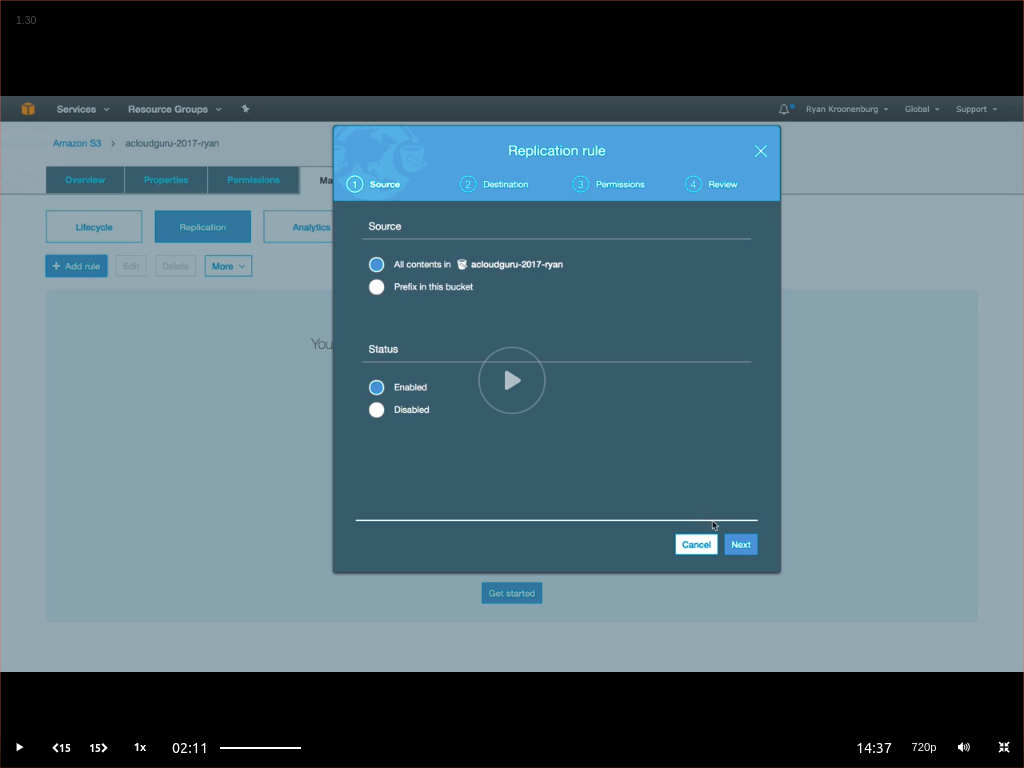 1.30
Services Resource Groups Ryan Kroonenburg Global Support
Amazon S3 acloudguru-2017-ryan
Replication rule
Overview Properties Permissions Ma
1 Source 2 Destination 3 Permissions 4 Review
Lifecycle Replication Analytics
Source
+ Add rule Edit Delete More
All contents in acloudguru-2017-ryan
Prefix in this bucket
You
Status
Enabled
Disabled
Cancel Next
Get started
15 15 1x 02:11 14:37 720p